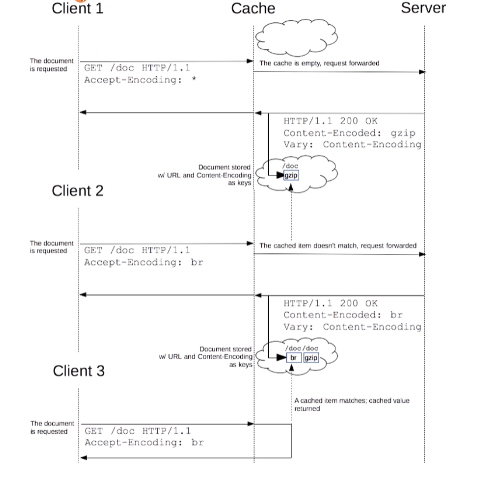 Client 1
Cache
Server
The document
is requested
GET /doc HTTP/1.1
Accept-Encoding: *
The cache is empty, request forwarded
HTTP/1.1 200 OK
Content-Encoded: gzip
Vary: Content-Encoding
Document stored
w/ URL and Content-Encoding
as keys
/doc
gzip
Client 2
The document
is requested
GET /doc HTTP/1.1
Accept-Encoding: br
The cached item doesn't match, request forwarded
HTTP/1.1 200 OK
Content-Encoded: br
Vary: Content-Encoding
Document stored
w/ URL and Content-Encoding
as keys
/doc /doc
br gzip
Client 3
A cached item matches; cached value
returned
The document
is requested
GET /doc HTTP/1.1
Accept-Encoding: br